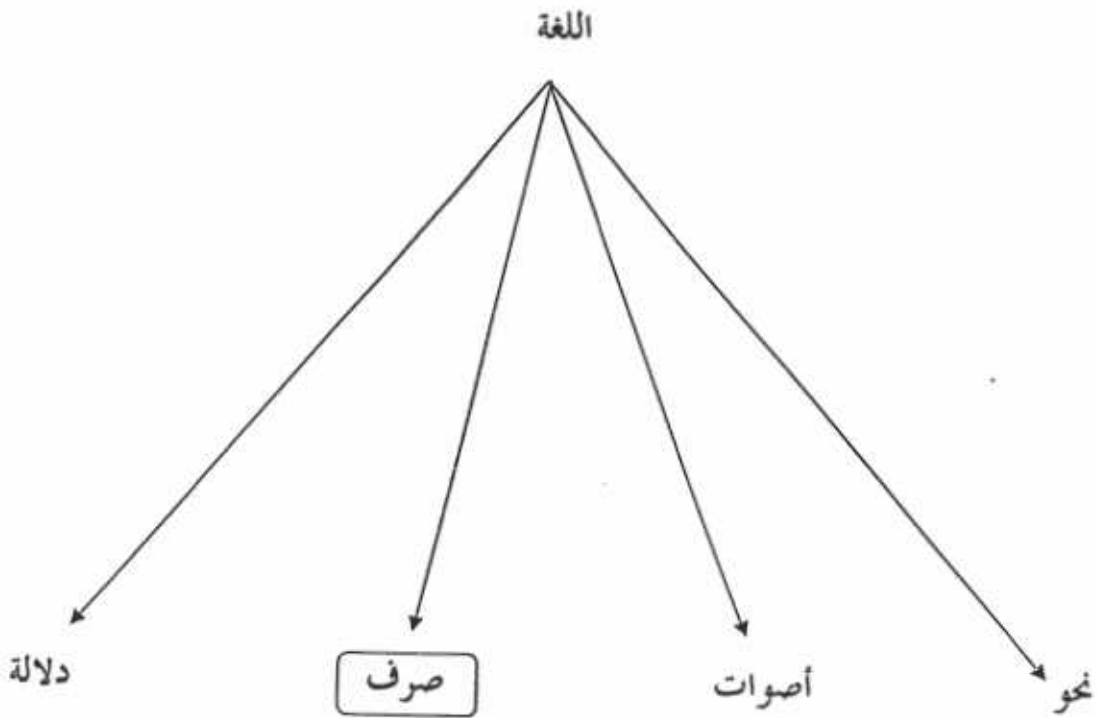 اللغة
نحو
أصوات
صرف
دلالة